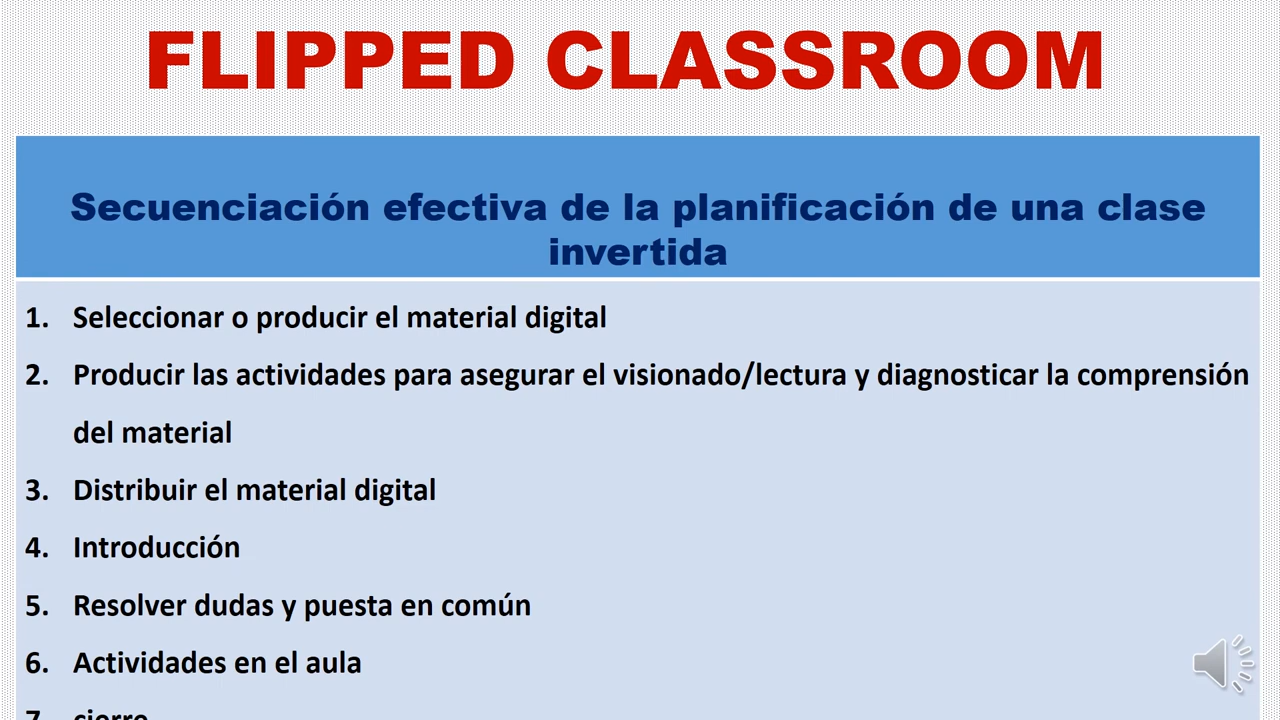 FLIPPED CLASSROOM
Secuenciación efectiva de la planificación de una clase
invertida
1. Seleccionar o producir el material digital
2. Producir las actividades para asegurar el visionado/lectura y diagnosticar la comprensión
del material
3. Distribuir el material digital
4. Introducción
5. Resolver dudas y puesta en común
6. Actividades en el aula
7. cierre